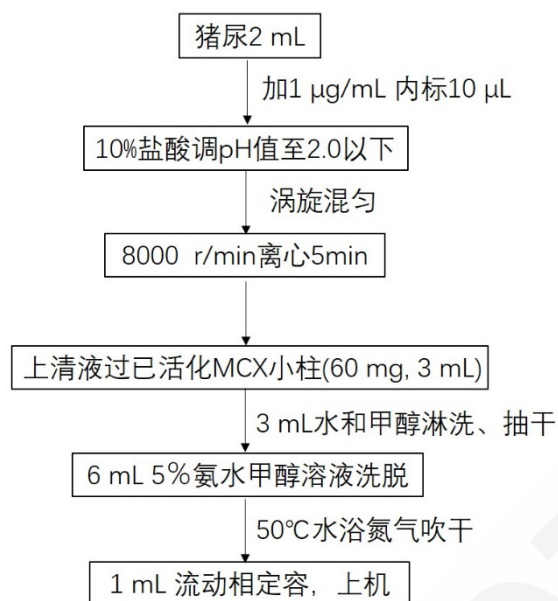 猪尿2 mL
加1 μg/mL 内标10 μL
10%盐酸调pH值至2.0以下
涡旋混匀
8000 r/min离心5min
上清液过已活化MCX小柱(60 mg, 3 mL)
3 mL水和甲醇淋洗、抽干
6 mL 5%氨水甲醇溶液洗脱
50℃水浴氮气吹干
1 mL 流动相定容，上机